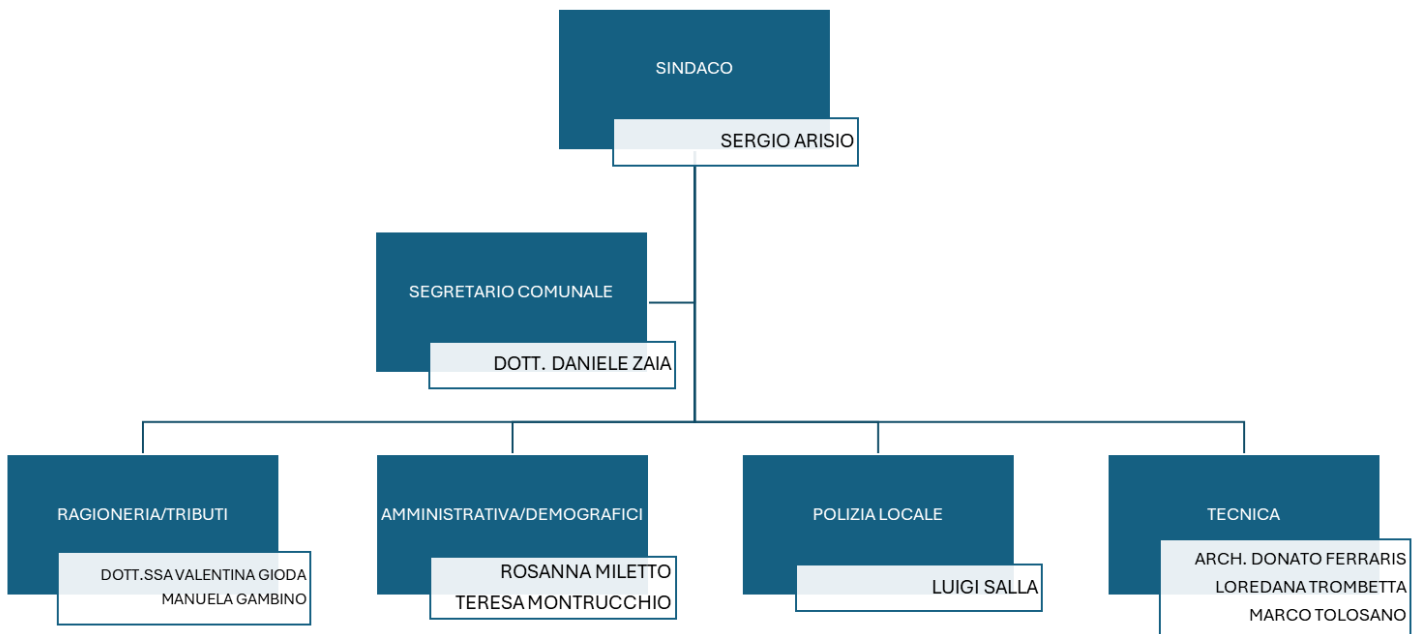 SINDACO
SERGIO ARISIO
SEGRETARIO COMUNALE
DOTT. DANIELE ZAIA
RAGIONERIA/TRIBUTI
DOTT.SSA VALENTINA GIODA
MANUELA GAMBINO
AMMINISTRATIVA/DEMOGRAFICI
ROSANNA MILETTO
TERESA MONTRUCCHIO
POLIZIA LOCALE
LUIGI SALLA
TECNICA
ARCH. DONATO FERRARIS
LOREDANA TROMBETTA
MARCO TOLOSANO